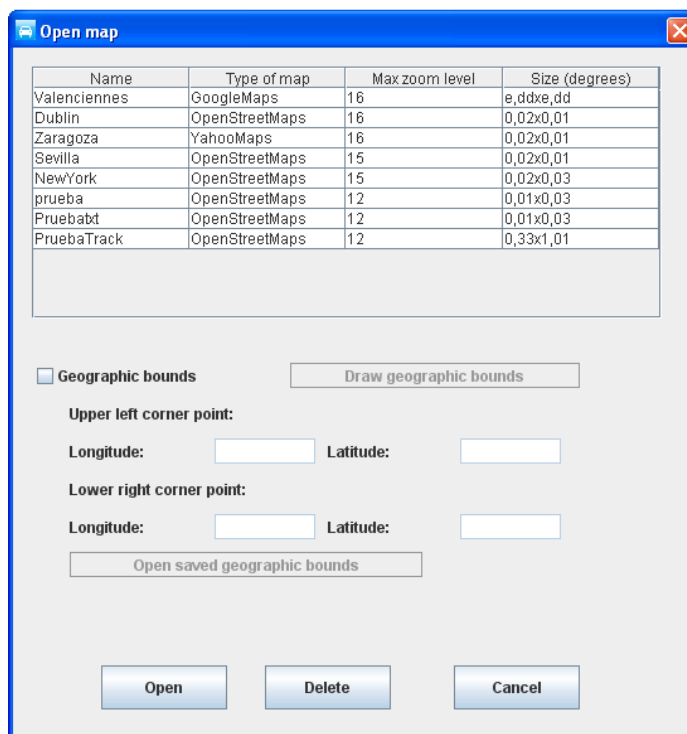 Open map
Name Type of map Max zoom level Size (degrees)
Valenciennes GoogleMaps 16 e,ddxe,dd
Dublin OpenStreetMaps 16 0,02x0,01
Zaragoza YahooMaps 16 0,02x0,01
Sevilla OpenStreetMaps 15 0,02x0,01
NewYork OpenStreetMaps 15 0,02x0,03
prueba OpenStreetMaps 12 0,01x0,03
Pruebatxt OpenStreetMaps 12 0,01x0,03
PruebaTrack OpenStreetMaps 12 0,33x1,01
Geographic bounds Draw geographic bounds
Upper left corner point:
Longitude: Latitude:
Lower right corner point:
Longitude: Latitude:
Open saved geographic bounds
Open Delete Cancel